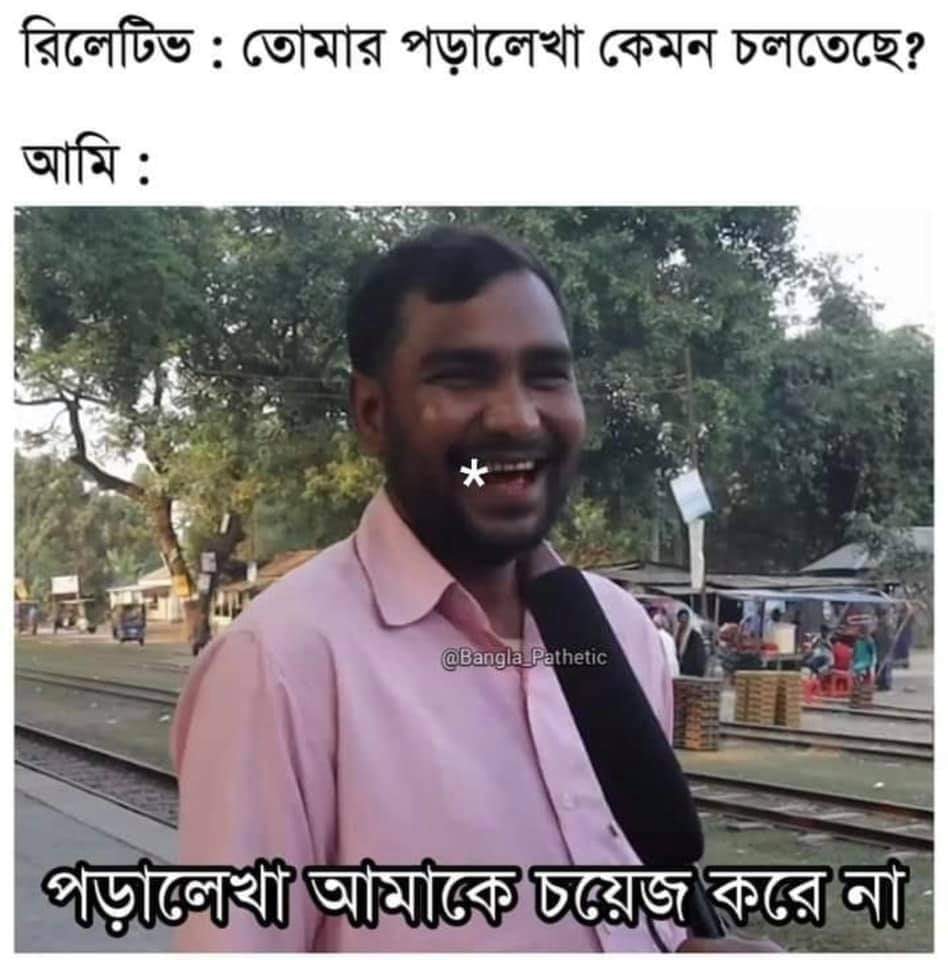 রিলেটিভ : তোমার পড়ালেখা কেমন চলতেছে?
আমি :
*
@Bangla_Pathetic
পড়ালেখা আমাকে চয়েজ করে না